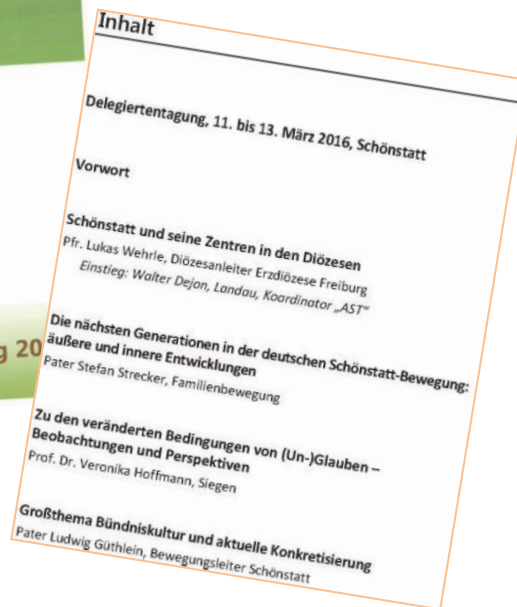 Inhalt
Delegiertentagung, 11. bis 13. März 2016, Schönstatt
Vorwort
Schönstatt und seine Zentren in den Diözesen
Pfr. Lukas Wehrle, Diözesanleiter Erzdiözese Freiburg
Einstieg: Walter Dejon, Landau, Koordinator „AST“
Die nächsten Generationen in der deutschen Schönstatt-Bewegung:
äußere und innere Entwicklungen
Pater Stefan Strecker, Familienbewegung
Zu den veränderten Bedingungen von (Un-)Glauben –
Beobachtungen und Perspektiven
Prof. Dr. Veronika Hoffmann, Siegen
Großthema Bündniskultur und aktuelle Konkretisierung
Pater Ludwig Güthlein, Bewegungsleiter Schönstatt
g 20